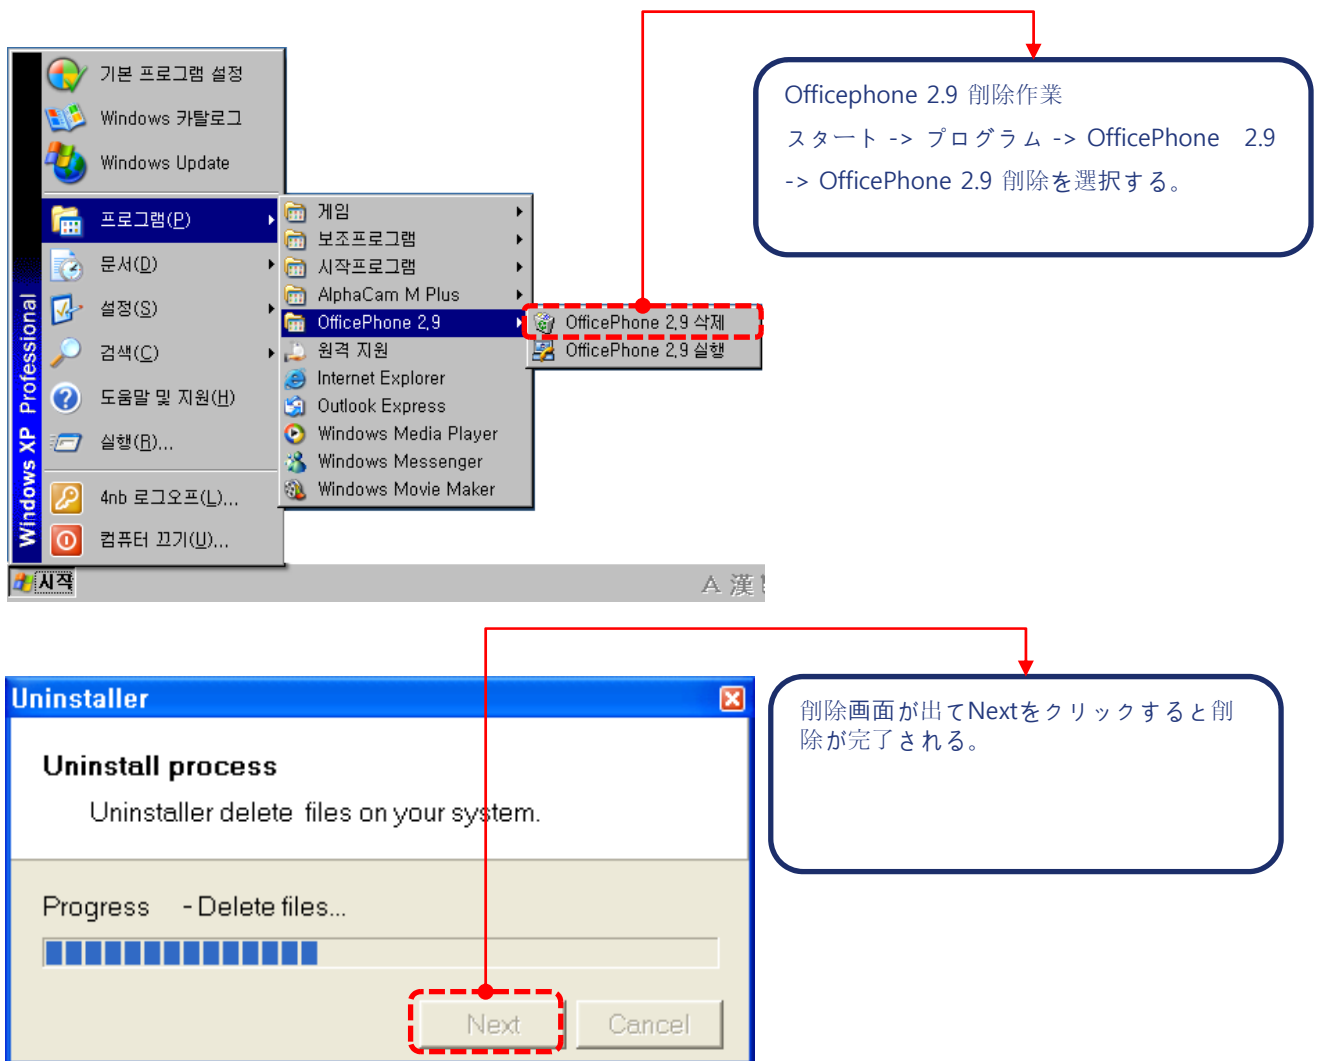 기본 프로그램 설정
Windows 카탈로그
Windows Update
프로그램(P)
문서(D)
설정(S)
검색(C)
도움말 및 지원(H)
실행(R)...
4nb 로그오프(L)...
컴퓨터 끄기(U)...
Windows XP Professional
시작
게임
보조프로그램
시작프로그램
AlphaCam M Plus
OfficePhone 2,9
원격 지원
Internet Explorer
Outlook Express
Windows Media Player
Windows Messenger
Windows Movie Maker
OfficePhone 2,9 삭제
OfficePhone 2,9 실행
A 漢
Officephone 2.9 削除作業
スタート -> プログラム -> OfficePhone 2.9
-> OfficePhone 2.9 削除を選択する。
Uninstaller
Uninstall process
Uninstaller delete files on your system.
Progress - Delete files...
Next
Cancel
削除画面が出てNextをクリックすると削
除が完了される。